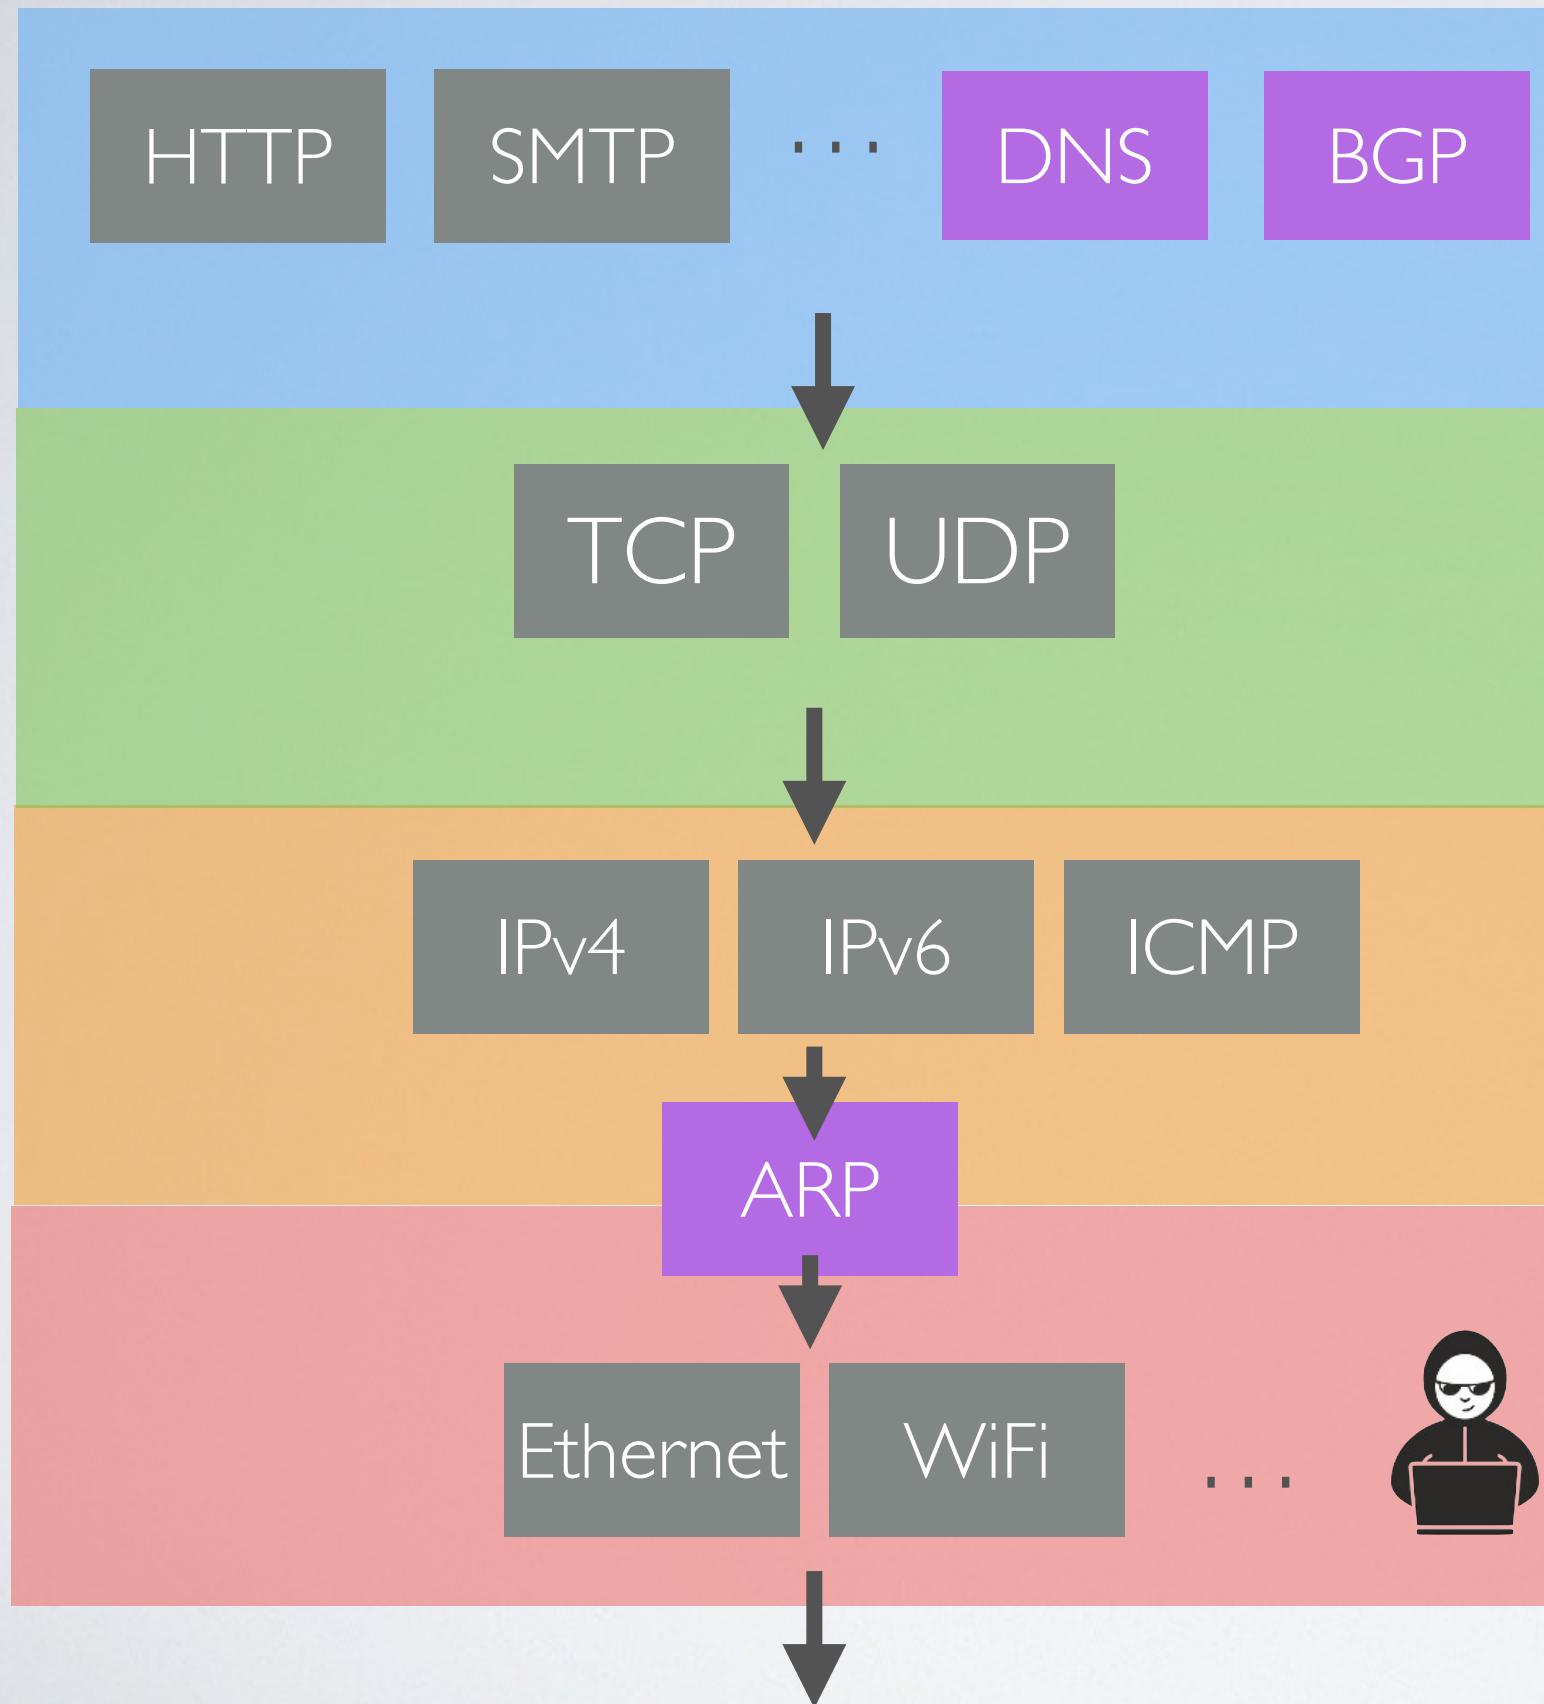 HTTP SMTP ... DNS BGP
TCP UDP
IPv4 IPv6 ICMP
ARP
Ethernet WiFi ...